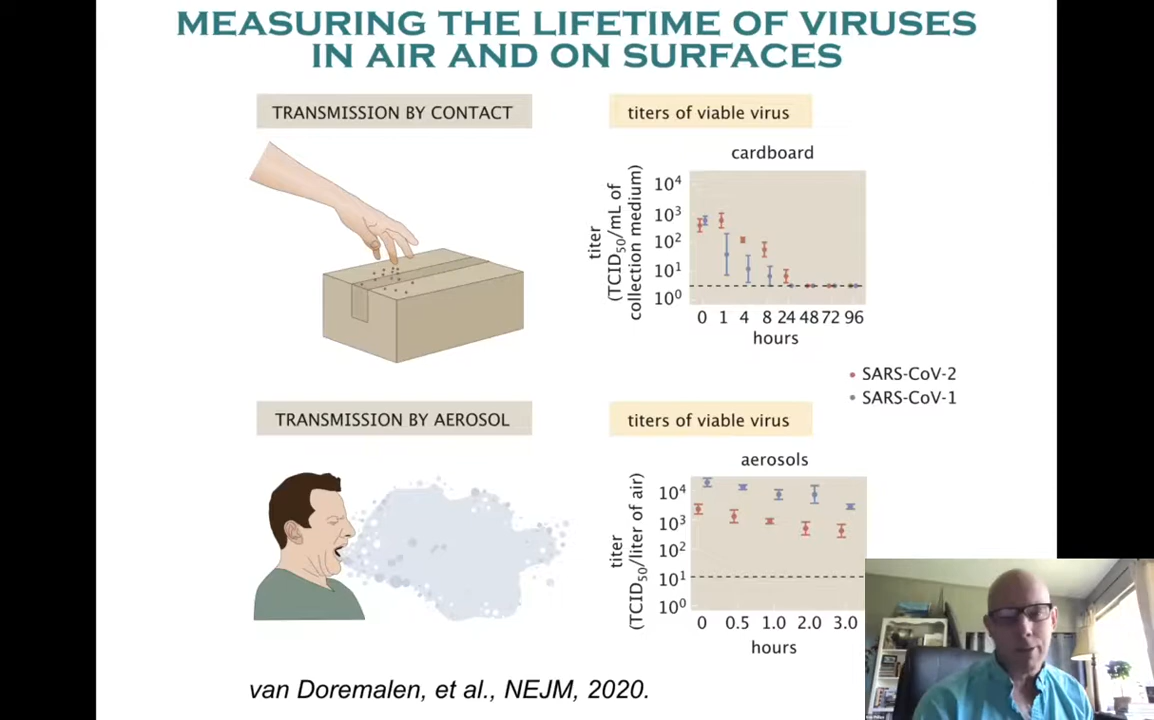 MEASURING THE LIFETIME OF VIRUSES
IN AIR AND ON SURFACES
TRANSMISSION BY CONTACT
titers of viable virus
cardboard
titer
(TCID50/mL of
collection medium)
10⁴
10³
10²
10¹
10⁰
0 1 4 8 24 48 72 96
hours
SARS-CoV-2
SARS-CoV-1
TRANSMISSION BY AEROSOL
titers of viable virus
aerosols
titer
(TCID50/liter of air)
10⁴
10³
10²
10¹
10⁰
0 0.5 1.0 2.0 3.0
hours
van Doremalen, et al., NEJM, 2020.